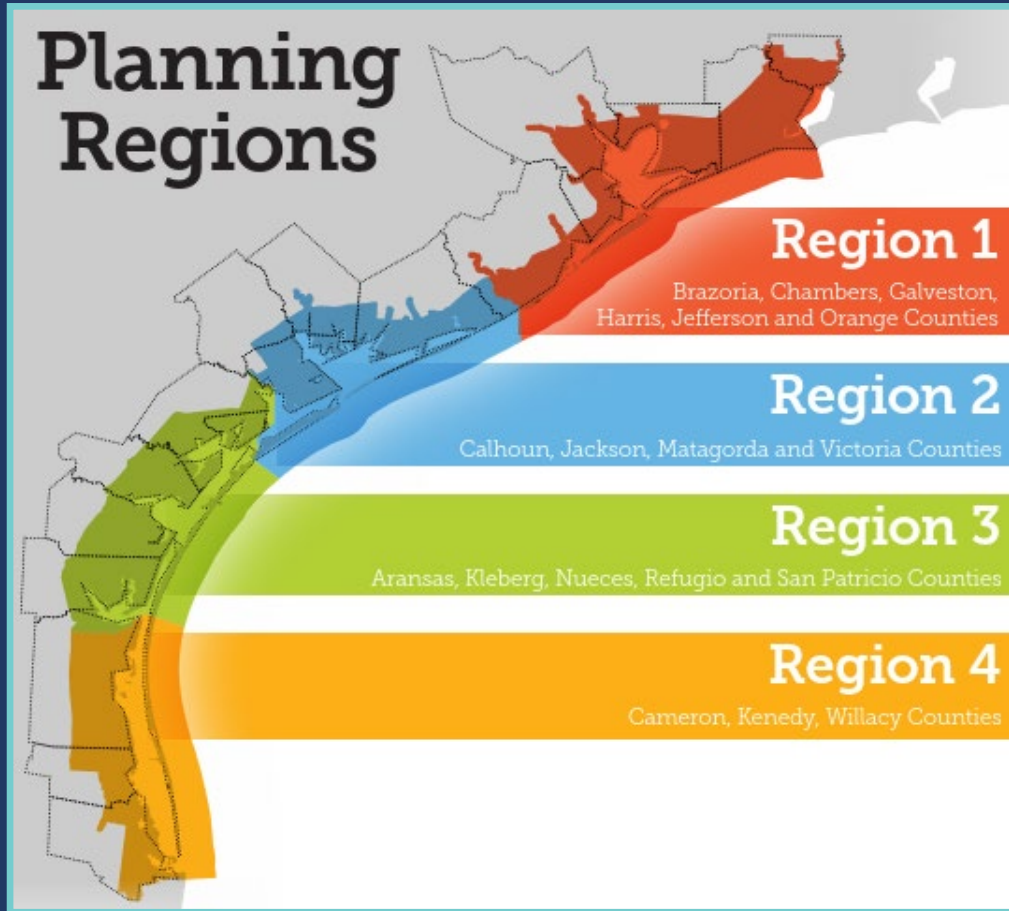 Planning
Regions
Region 1
Brazoria, Chambers, Galveston,
Harris, Jefferson and Orange Counties
Region 2
Calhoun, Jackson, Matagorda and Victoria Counties
Region 3
Aransas, Kleberg, Nueces, Refugio and San Patricio Counties
Region 4
Cameron, Kenedy, Willacy Counties